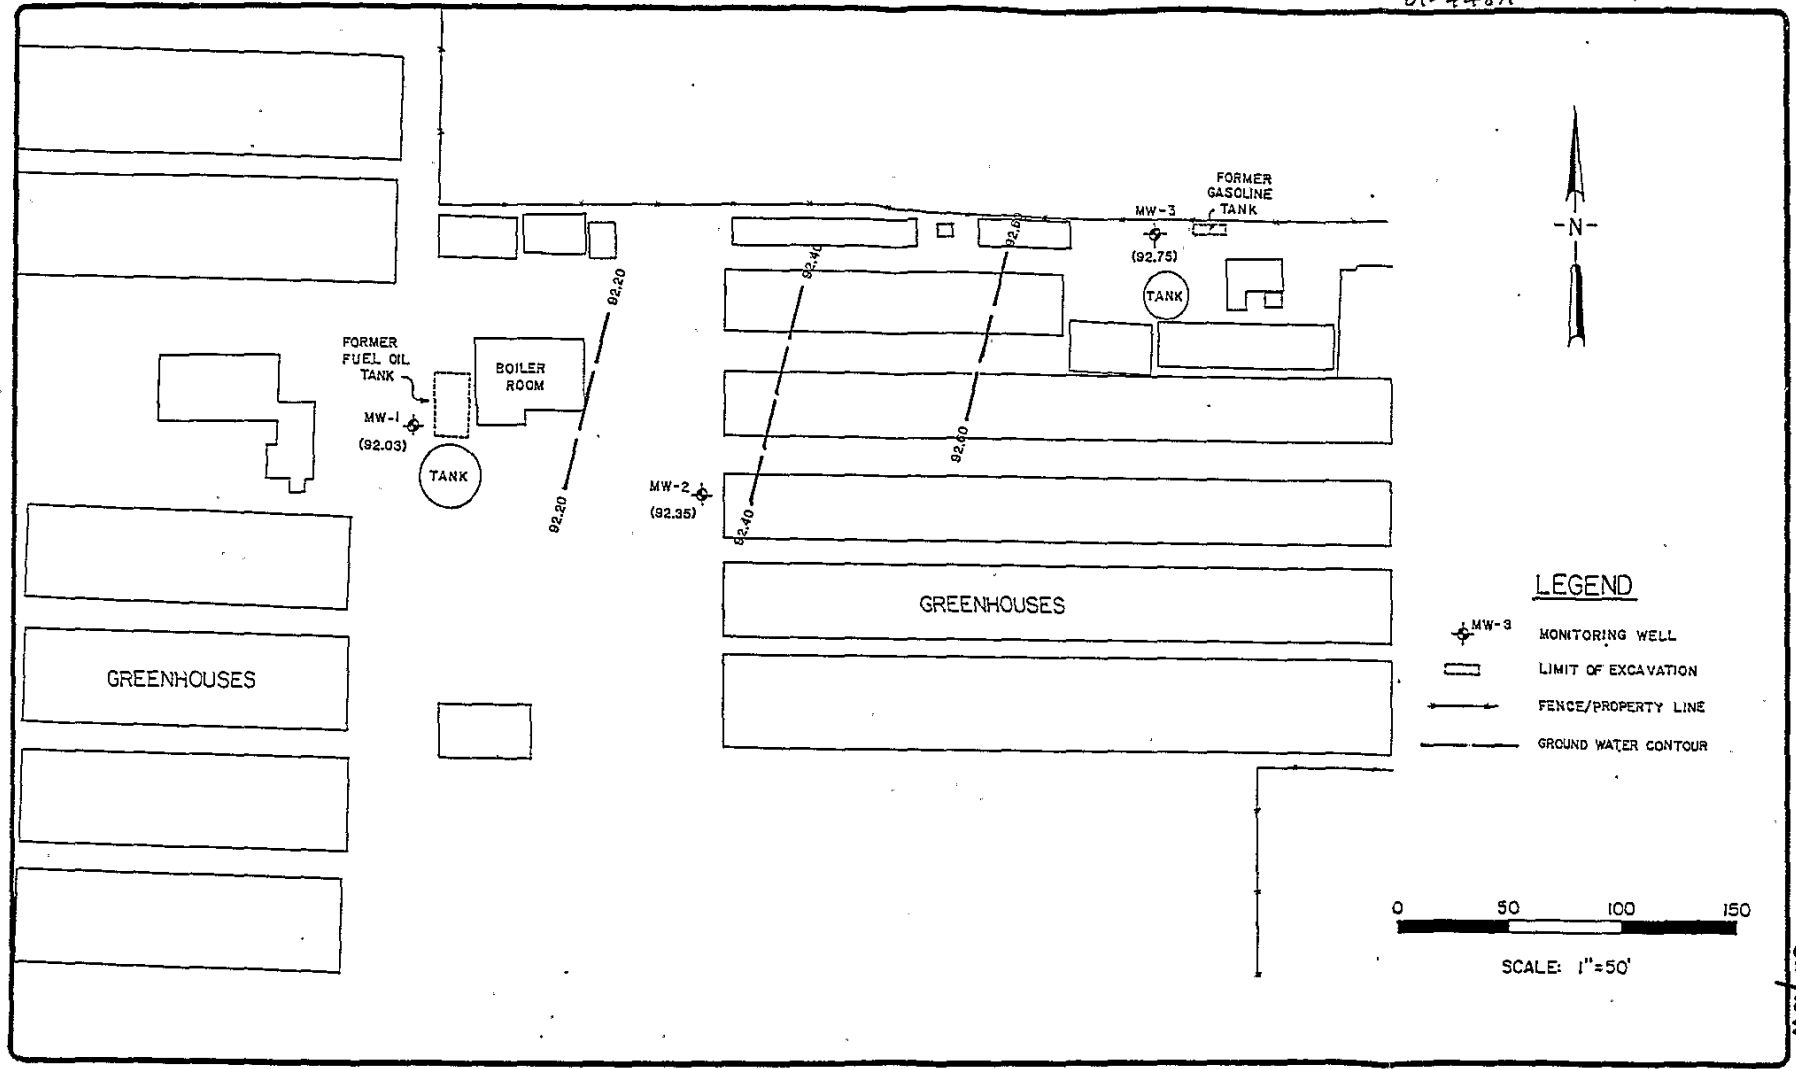 FORMER
GASOLINE
TANK
MW-3
(92.75)
TANK
N
92.60
92.40
92.20
FORMER
FUEL OIL
TANK
BOILER
ROOM
MW-1
(92.03)
TANK
92.60
MW-2
(92.35)
92.20
92.40
GREENHOUSES
GREENHOUSES
LEGEND
MW-3 MONITORING WELL
LIMIT OF EXCAVATION
FENCE/PROPERTY LINE
GROUND WATER CONTOUR
0 50 100 150
SCALE: 1"=50'